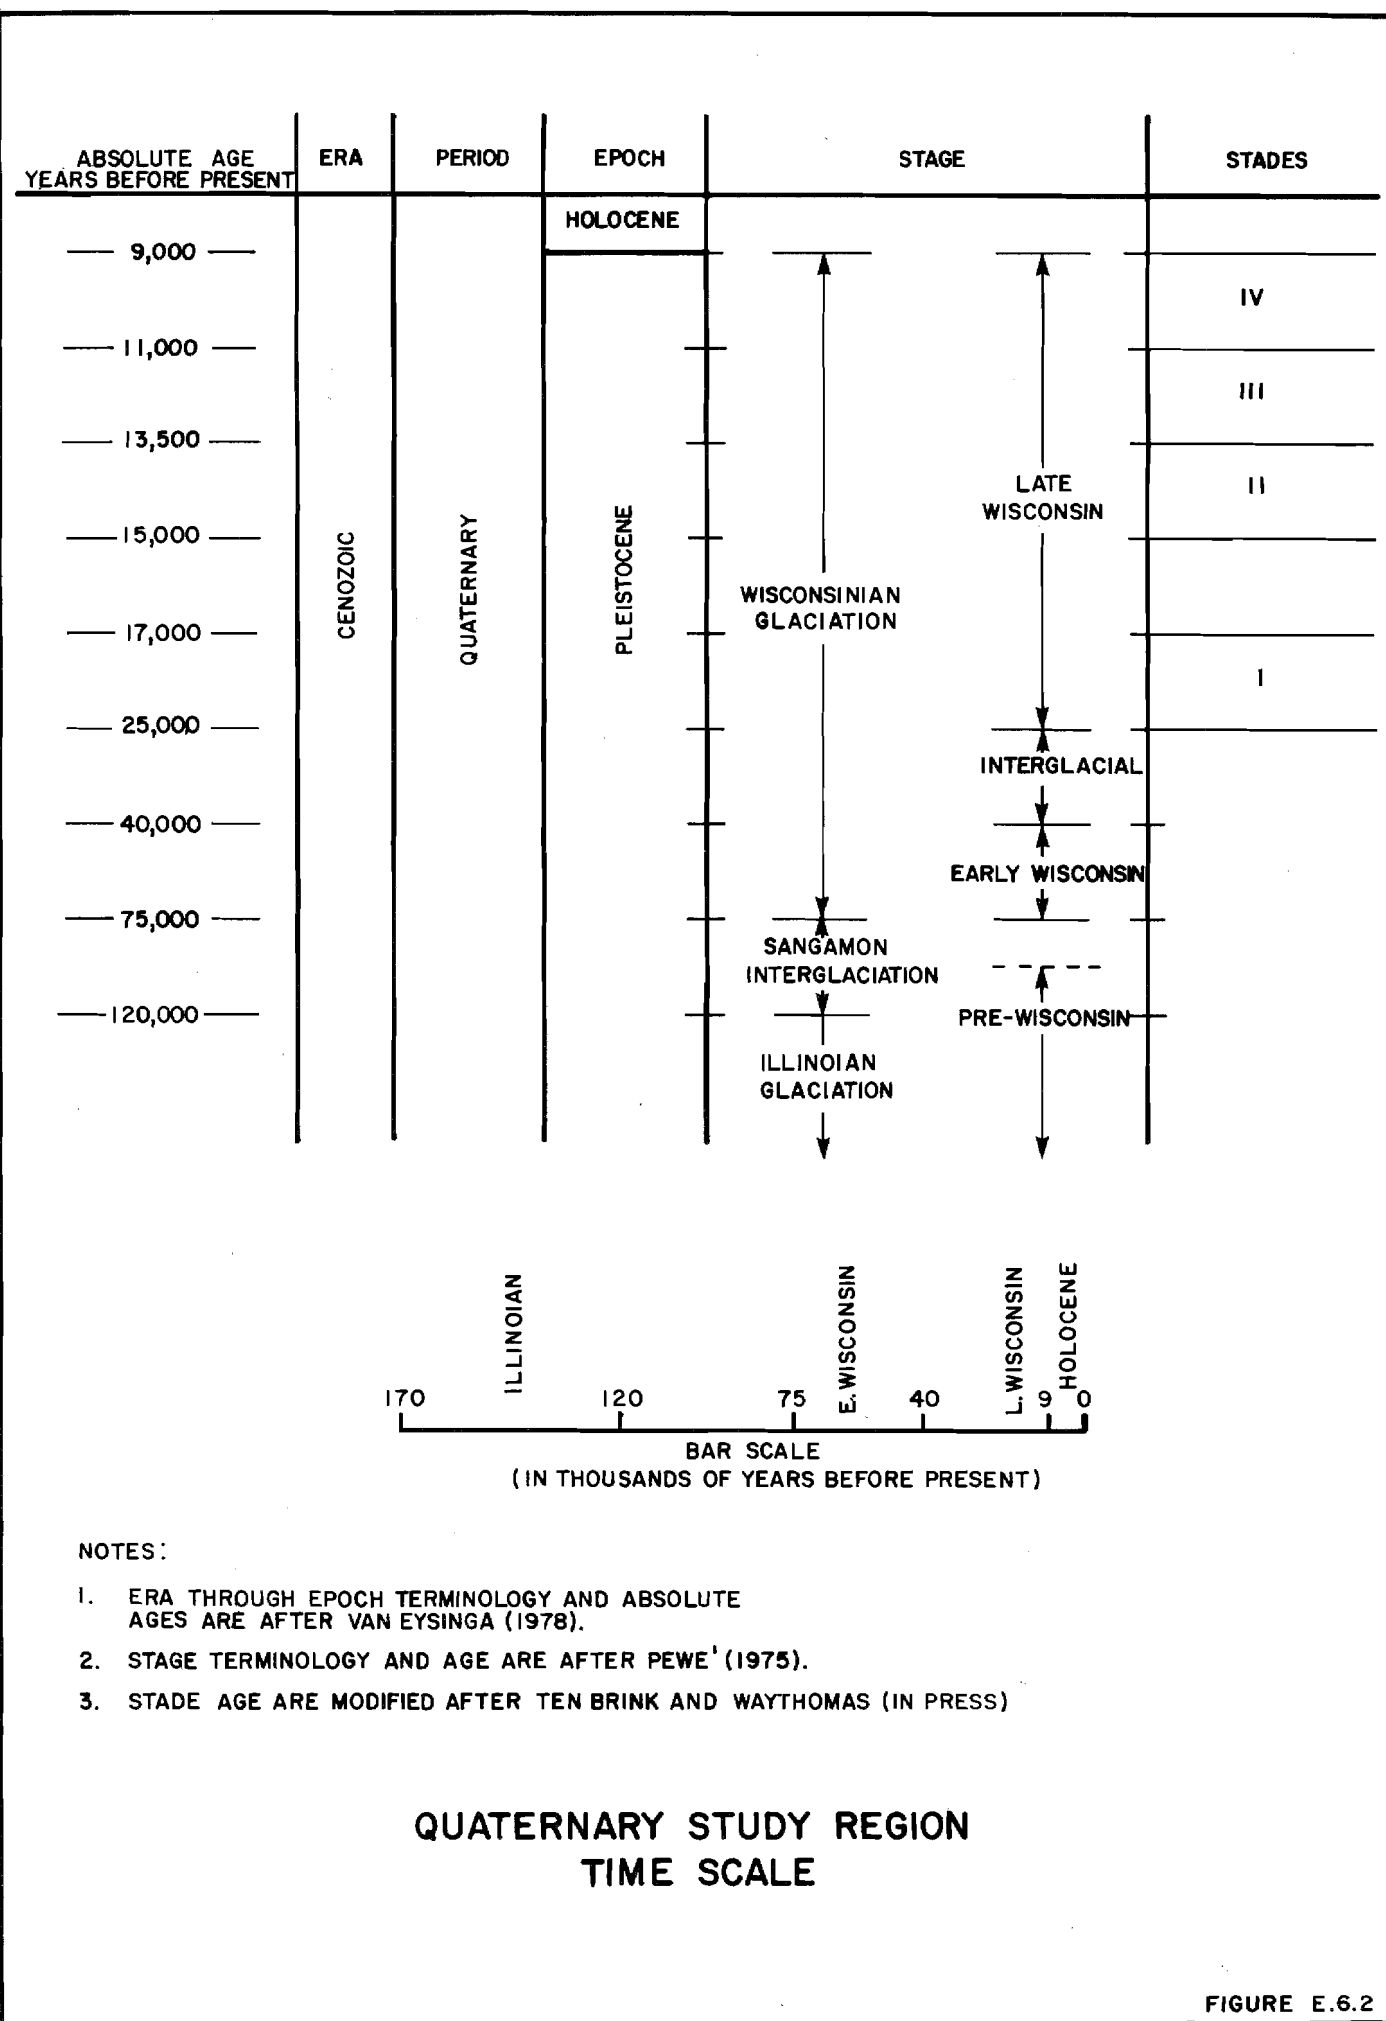 ABSOLUTE AGE
YEARS BEFORE PRESENT
ERA
PERIOD
EPOCH
STAGE
STADES
HOLOCENE
9,000
IV
11,000
III
13,500
LATE
WISCONSIN
II
15,000
CENOZOIC
QUATERNARY
PLEISTOCENE
WISCONSINIAN
GLACIATION
17,000
I
25,000
INTERGLACIAL
40,000
EARLY WISCONSIN
75,000
SANGAMON
INTERGLACIATION
120,000
PRE-WISCONSIN
ILLINOIAN
GLACIATION
ILLINOIAN
E. WISCONSIN
L. WISCONSIN
HOLOCENE
170 120 75 40 9 0
BAR SCALE
(IN THOUSANDS OF YEARS BEFORE PRESENT)
NOTES:
1. ERA THROUGH EPOCH TERMINOLOGY AND ABSOLUTE
AGES ARE AFTER VAN EYSINGA (1978).
2. STAGE TERMINOLOGY AND AGE ARE AFTER PEWE' (1975).
3. STADE AGE ARE MODIFIED AFTER TEN BRINK AND WAYTHOMAS (IN PRESS)
QUATERNARY STUDY REGION
TIME SCALE
FIGURE E.6.2